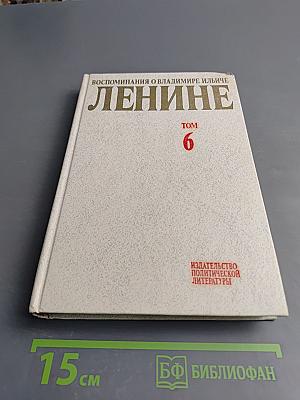 ВОСПОМИНАНИЯ О ВЛАДИМИРЕ ИЛЬИЧЕ
ЛЕНИНЕ
ТОМ
6
ИЗДАТЕЛЬСТВО
ПОЛИТИЧЕСКОЙ
ЛИТЕРАТУРЫ
15 см
БФ БИБЛИОФАН